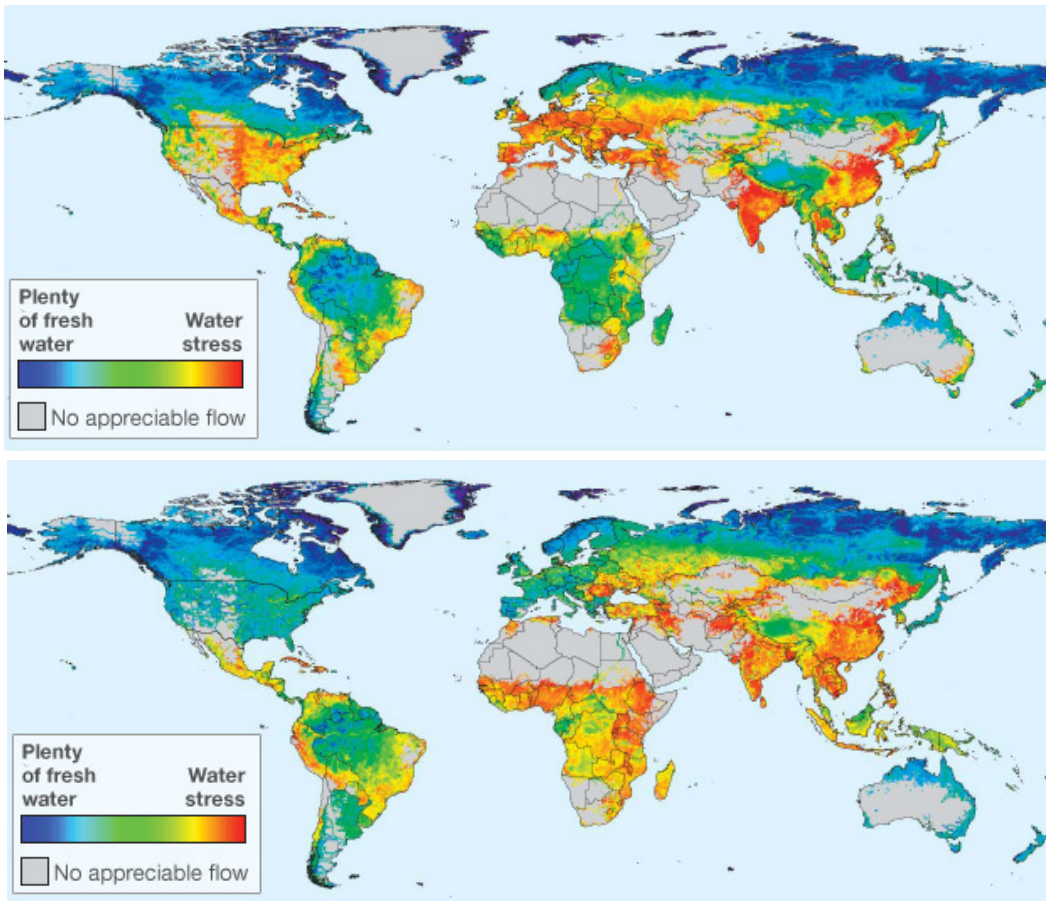 Plenty
of fresh Water
water stress
No appreciable flow
Plenty
of fresh Water
water stress
No appreciable flow